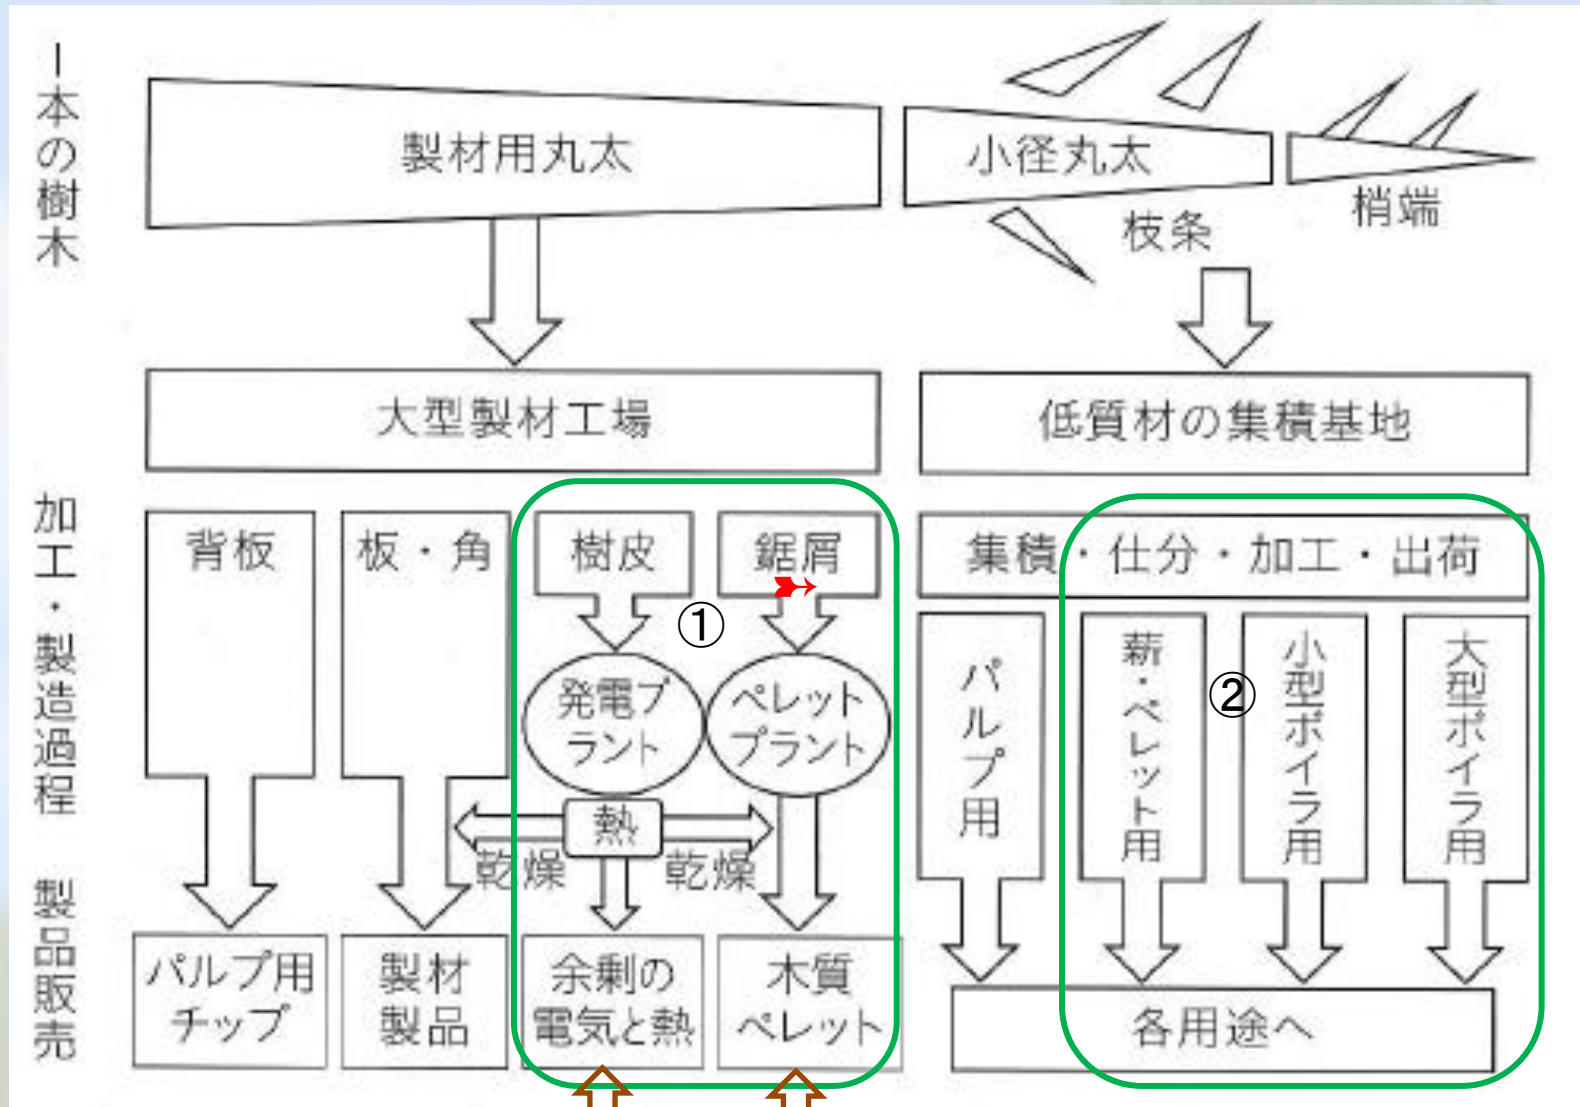 一本の樹木
製材用丸太
小径丸太
枝条
梢端
大型製材工場
低質材の集積基地
加工・製造過程
背板
板・角
樹皮
鋸屑
集積・仕分・加工・出荷
①
発電プ
ラント
ペレット
プラント
熱
乾燥
乾燥
パルプ用
薪・ペレット用
②
小型ボイラ用
大型ボイラ用
製品販売
パルプ用
チップ
製材
製品
余剰の
電気と熱
木質
ペレット
各用途へ